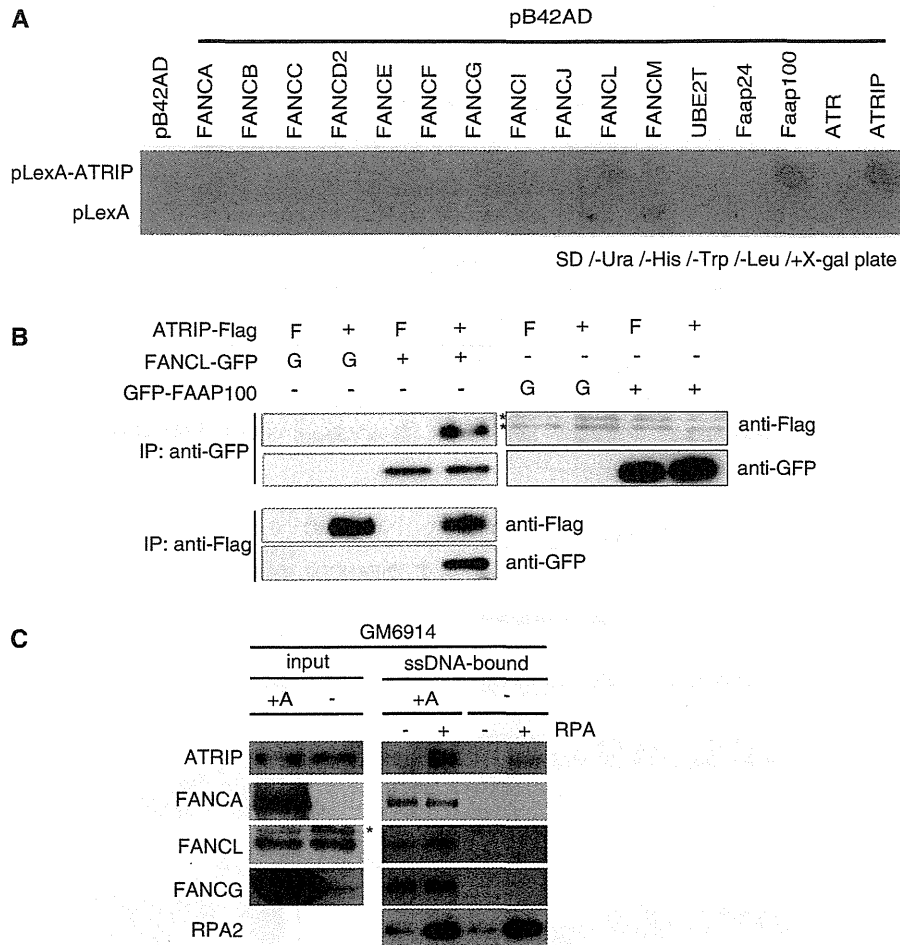 A
pB42AD
pB42AD
FANCA
FANCB
FANCC
FANCD2
FANCE
FANCF
FANCG
FANCI
FANCJ
FANCL
FANCM
UBE2T
Faap24
Faap100
ATR
ATRIP
pLexA-ATRIP
pLexA
SD /-Ura /-His /-Trp /-Leu /+X-gal plate
B
ATRIP-Flag F + F + F + F +
FANCL-GFP G G + + - - - -
GFP-FAAP100 - - - - G G + +
IP: anti-GFP
*
*
anti-Flag
anti-GFP
IP: anti-Flag
anti-Flag
anti-GFP
C
GM6914
input ssDNA-bound
+A - +A -
- + - + RPA
ATRIP
FANCA
FANCL *
FANCG
RPA2